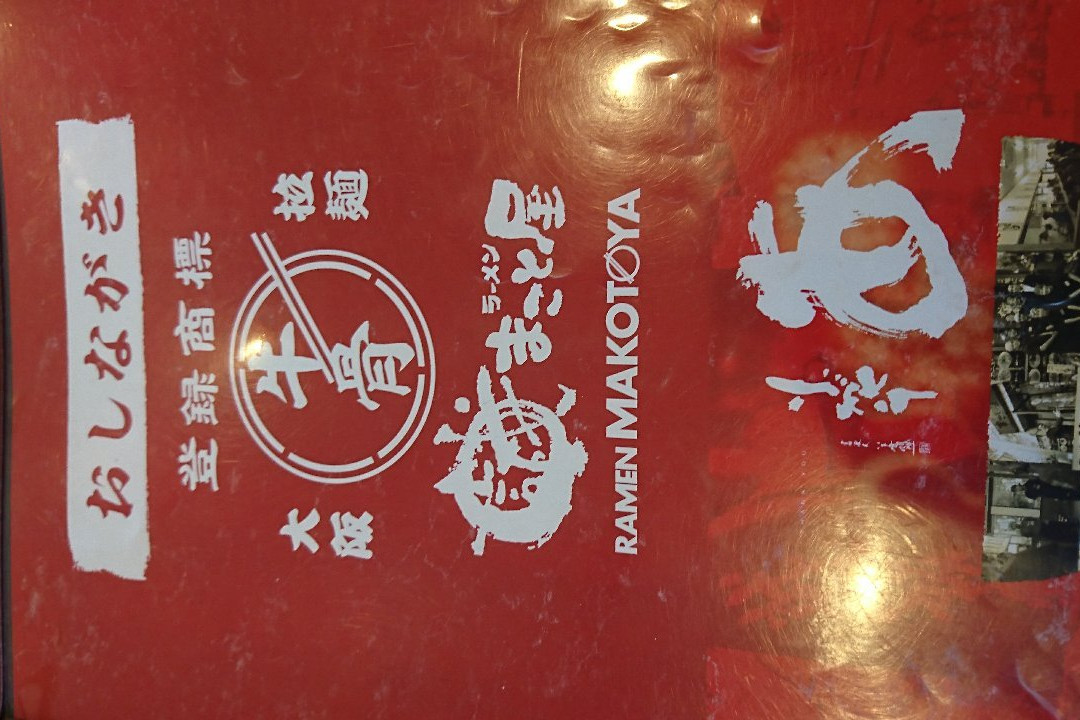 おしながき
登録商標
大阪
牛骨
拉麺
ラーメン
まこと屋
RAMEN MAKOTOYA